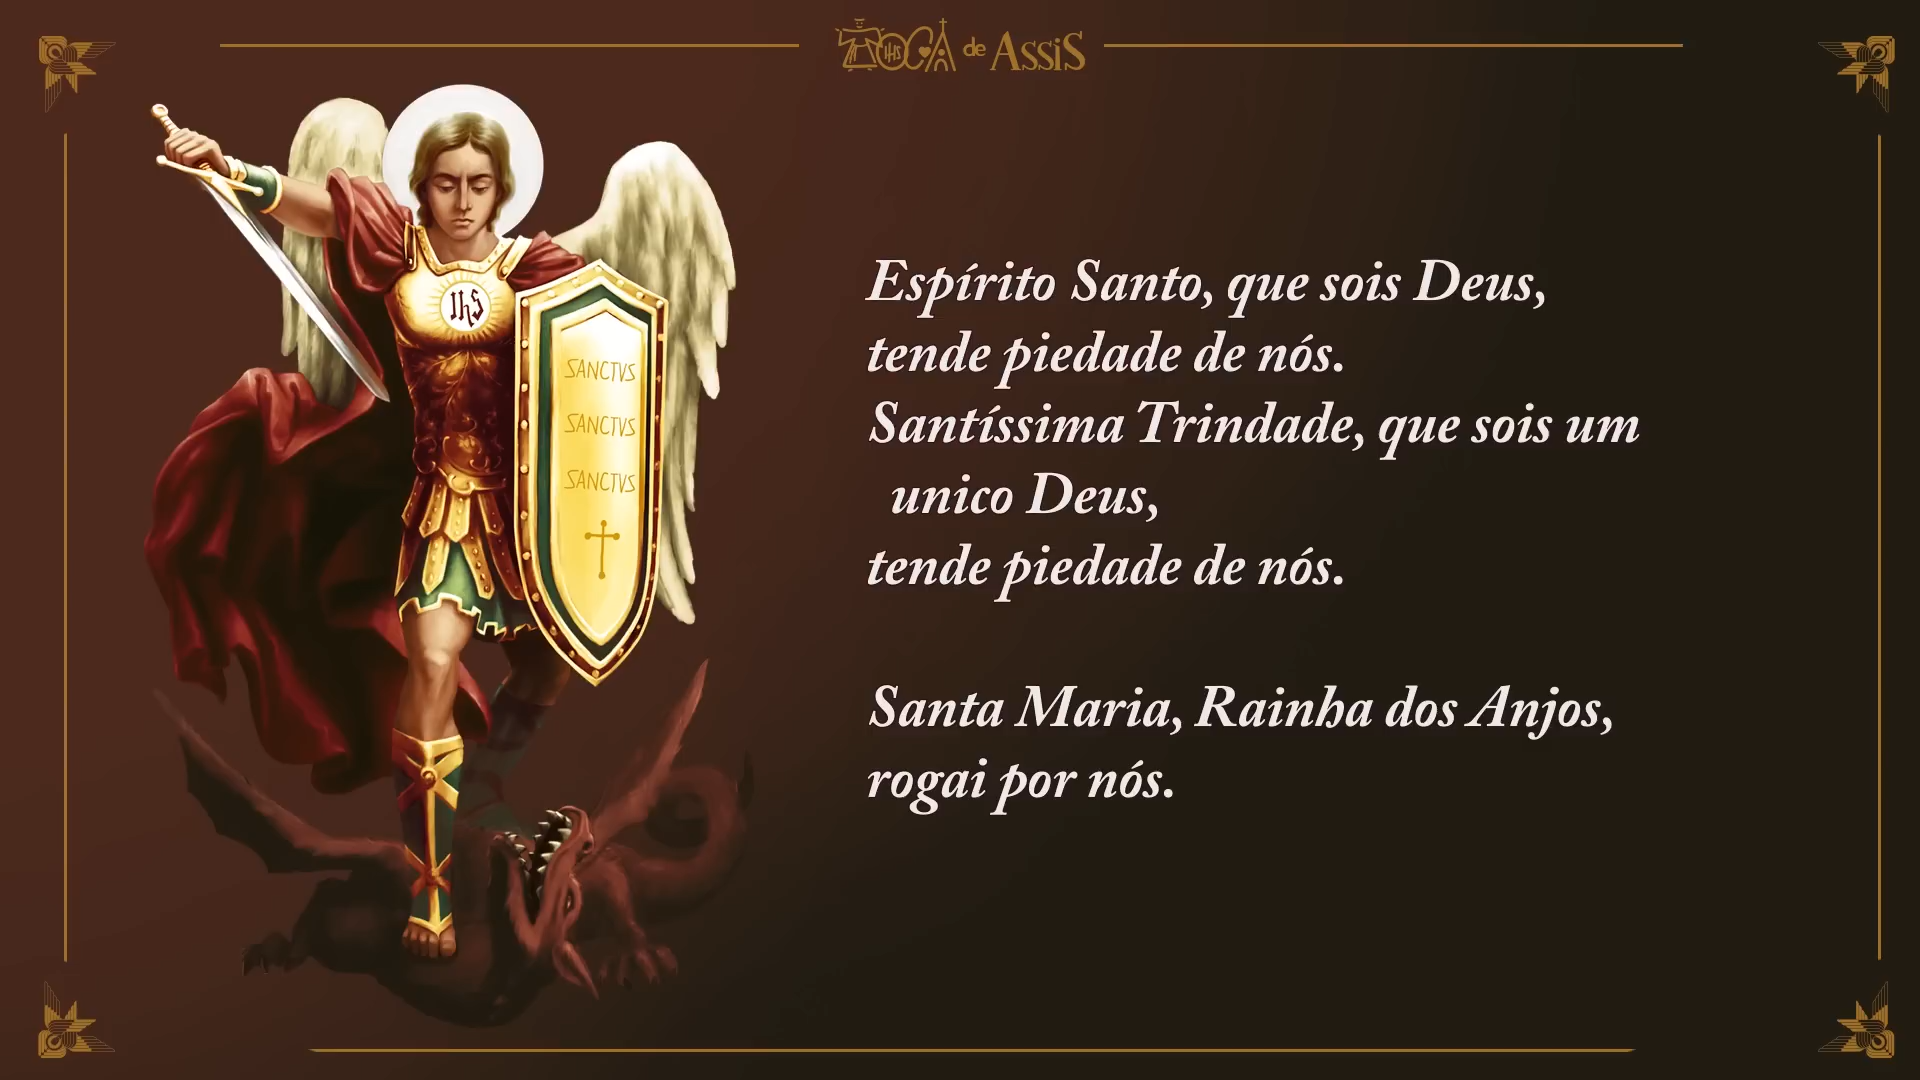 TOCA de ASSIS
IHS
IHS
SANCTVS
SANCTVS
SANCTVS
Espírito Santo, que sois Deus,
tende piedade de nós.
Santíssima Trindade, que sois um
unico Deus,
tende piedade de nós.
Santa Maria, Rainha dos Anjos,
rogai por nós.